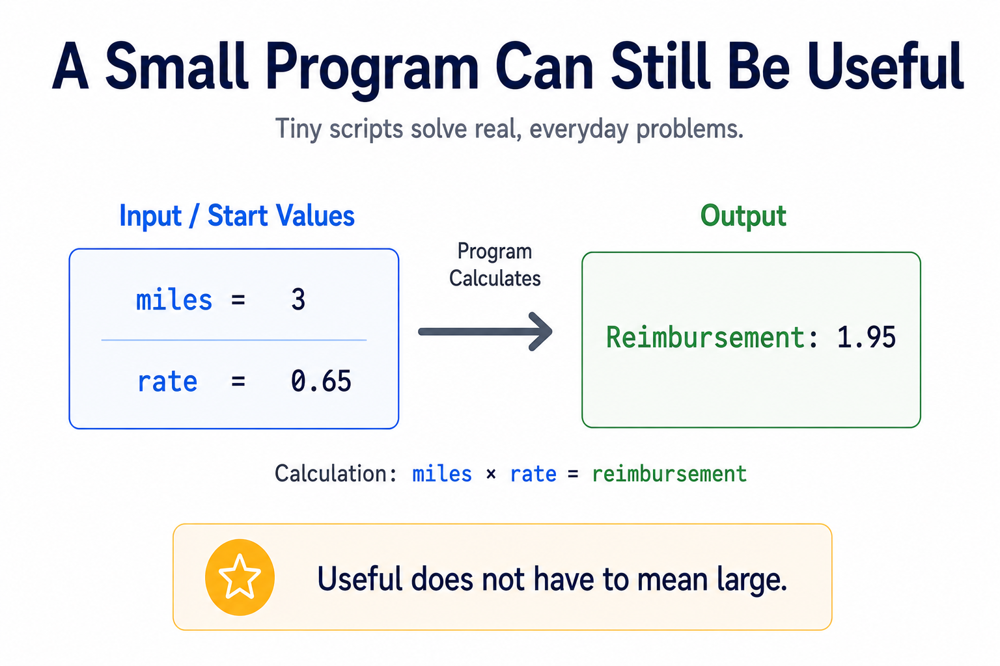 A Small Program Can Still Be Useful
Tiny scripts solve real, everyday problems.
Input / Start Values
miles = 3
rate = 0.65
Program
Calculates
Output
Reimbursement: 1.95
Calculation: miles × rate = reimbursement
Useful does not have to mean large.